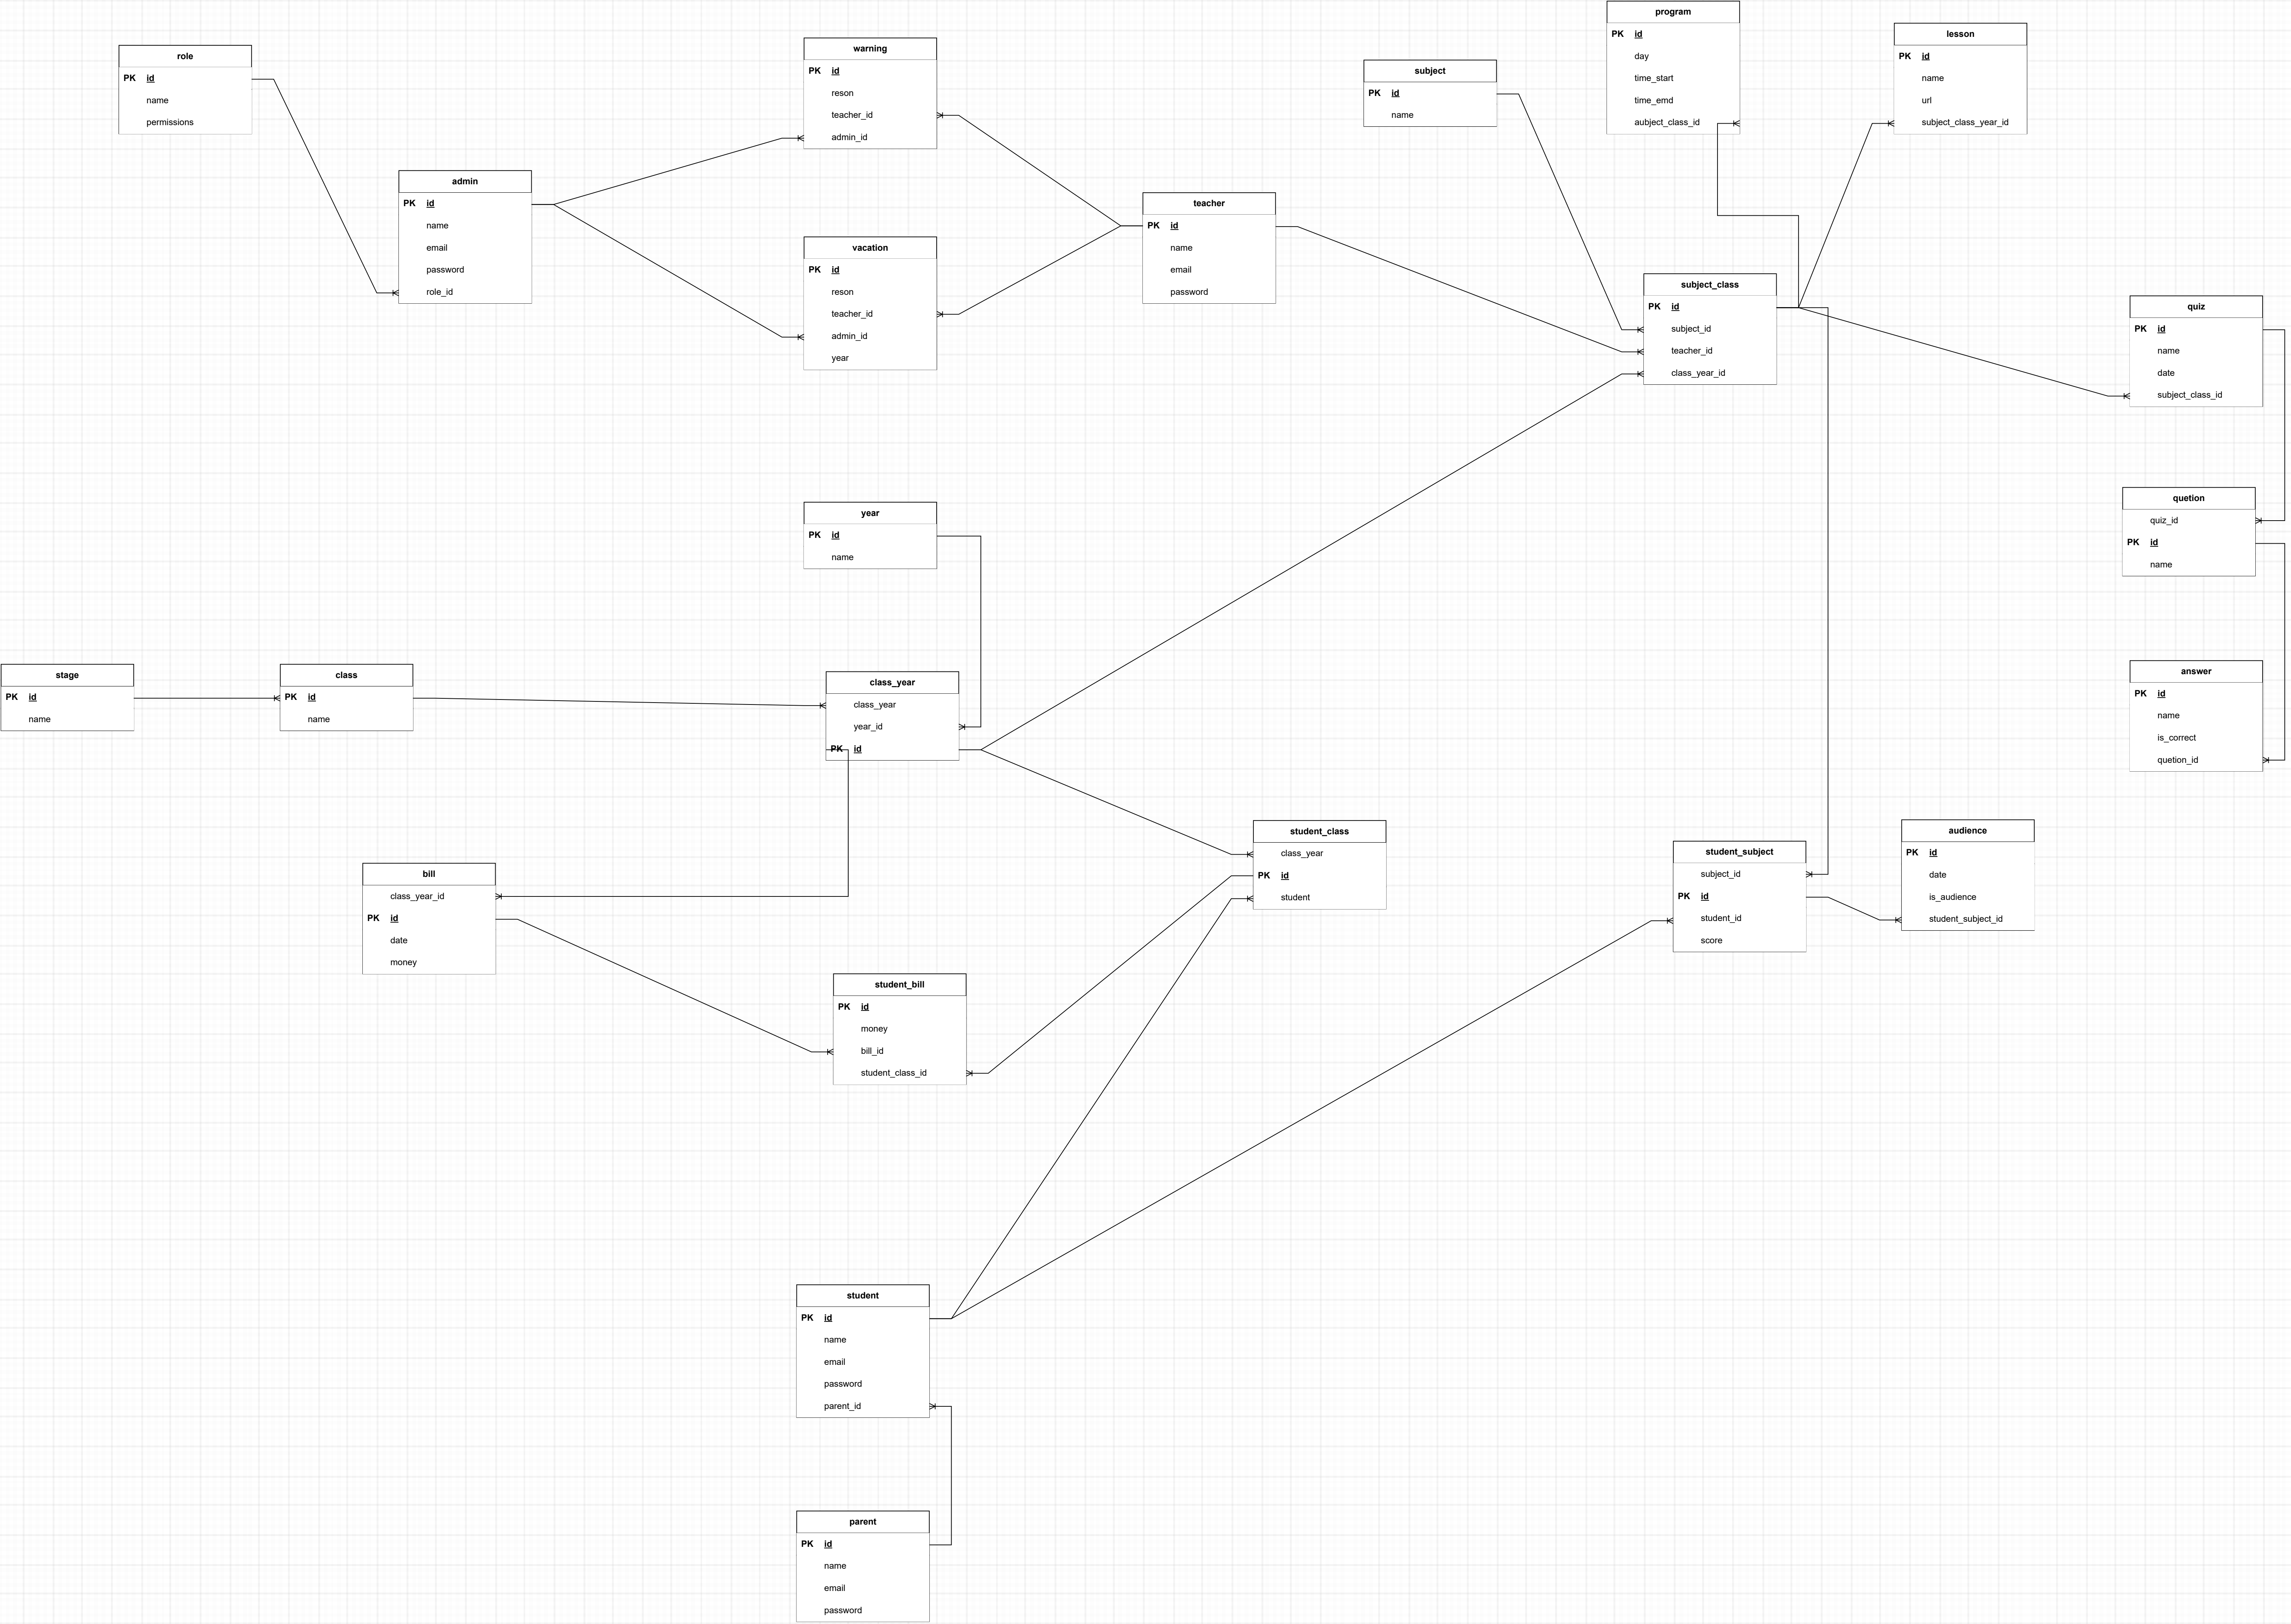 role
PK id
name
permissions
admin
PK id
name
email
password
role_id
warning
PK id
reson
teacher_id
admin_id
vacation
PK id
reson
teacher_id
admin_id
year
teacher
PK id
name
email
password
subject
PK id
name
program
PK id
day
time_start
time_emd
aubject_class_id
lesson
PK id
name
url
subject_class_year_id
subject_class
PK id
subject_id
teacher_id
class_year_id
quiz
PK id
name
date
subject_class_id
quetion
quiz_id
PK id
name
answer
PK id
name
is_correct
quetion_id
year
PK id
name
stage
PK id
name
class
PK id
name
class_year
class_year
year_id
PK id
bill
class_year_id
PK id
date
money
student_class
class_year
PK id
student
student_subject
subject_id
PK id
student_id
score
audience
PK id
date
is_audience
student_subject_id
student_bill
PK id
money
bill_id
student_class_id
student
PK id
name
email
password
parent_id
parent
PK id
name
email
password